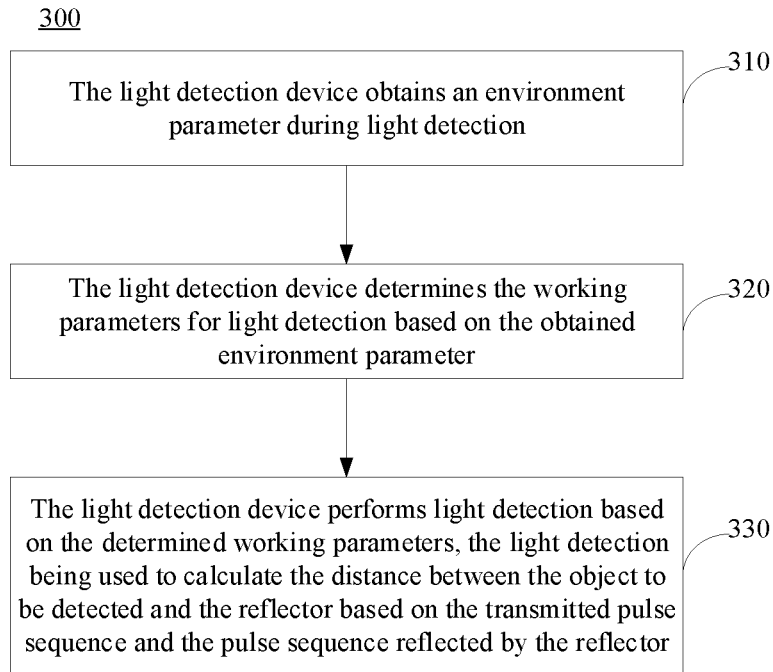 300
The light detection device obtains an environment
parameter during light detection
310
The light detection device determines the working
parameters for light detection based on the obtained
environment parameter
320
The light detection device performs light detection based
on the determined working parameters, the light detection
being used to calculate the distance between the object to
be detected and the reflector based on the transmitted pulse
sequence and the pulse sequence reflected by the reflector
330